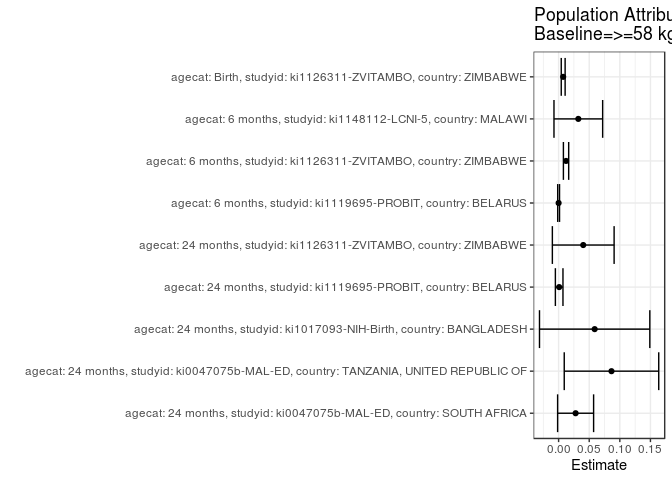 Population Attribu
Baseline=>=58 kg
agecat: Birth, studyid: ki1126311-ZVITAMBO, country: ZIMBABWE
agecat: 6 months, studyid: ki1148112-LCNI-5, country: MALAWI
agecat: 6 months, studyid: ki1126311-ZVITAMBO, country: ZIMBABWE
agecat: 6 months, studyid: ki1119695-PROBIT, country: BELARUS
agecat: 24 months, studyid: ki1126311-ZVITAMBO, country: ZIMBABWE
agecat: 24 months, studyid: ki1119695-PROBIT, country: BELARUS
agecat: 24 months, studyid: ki1017093-NIH-Birth, country: BANGLADESH
agecat: 24 months, studyid: ki0047075b-MAL-ED, country: TANZANIA, UNITED REPUBLIC OF
agecat: 24 months, studyid: ki0047075b-MAL-ED, country: SOUTH AFRICA
0.00 0.05 0.10 0.15
Estimate